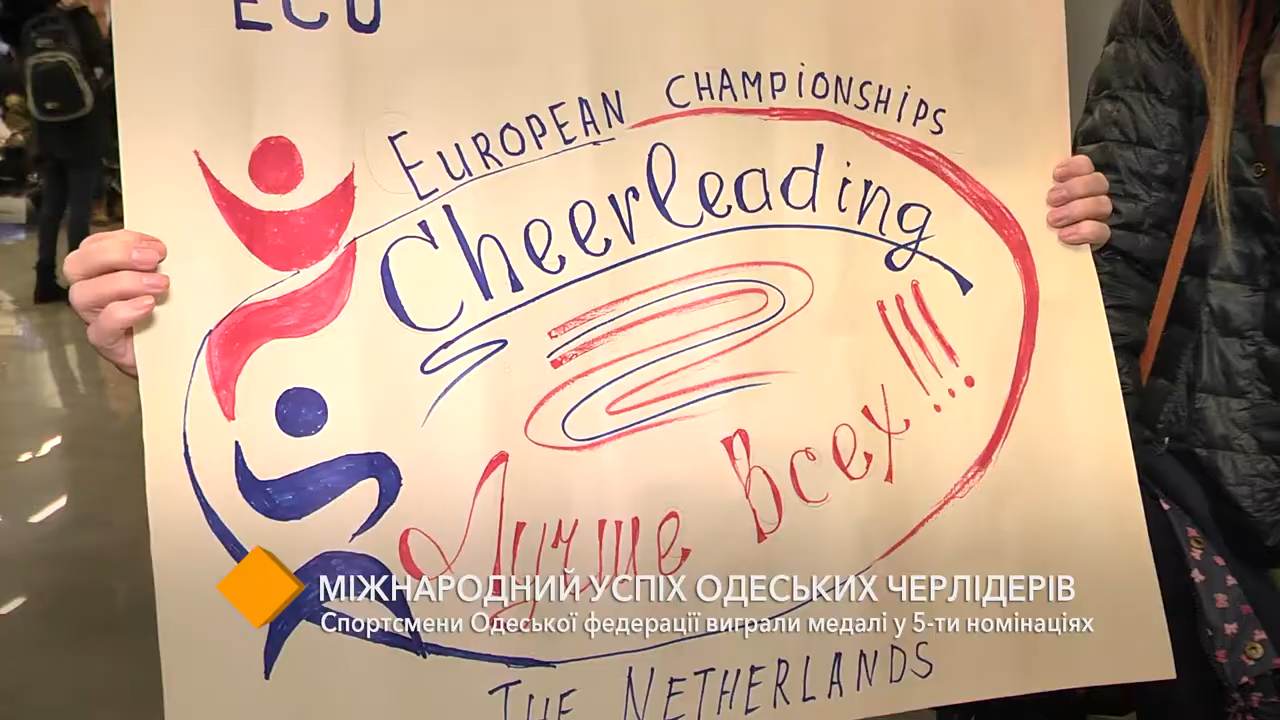 ECU
EUROPEAN CHAMPiONSHiPS
Cheerleading
Лучше Всех!!!
МІЖНАРОДНИЙ УСПІХ ОДЕСЬКИХ ЧЕРЛІДЕРІВ
Спортсмени Одеської федерації виграли медалі у 5-ти номінаціях
THE NETHERLANDS